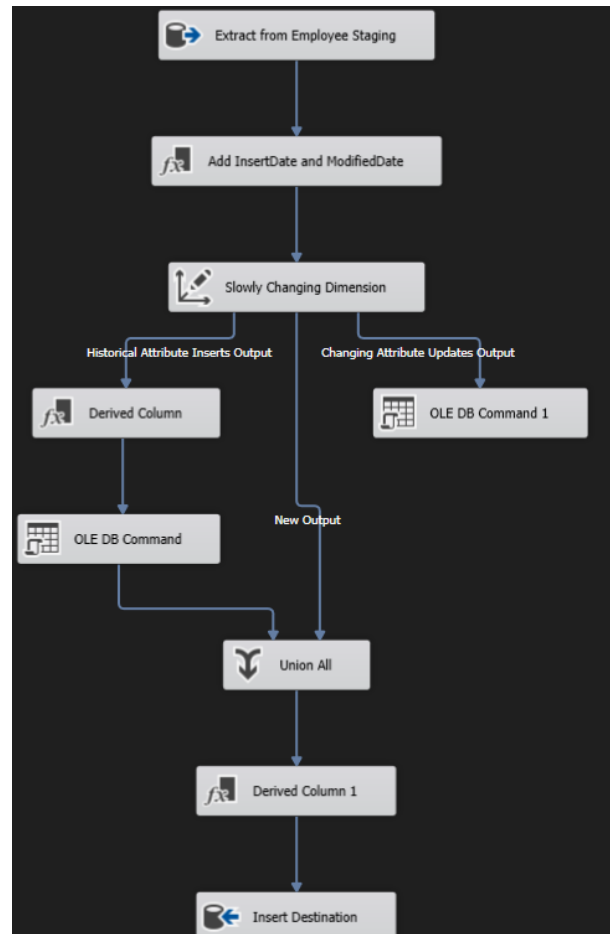 Extract from Employee Staging
Add InsertDate and ModifiedDate
Slowly Changing Dimension
Historical Attribute Inserts Output
Changing Attribute Updates Output
Derived Column
OLE DB Command 1
New Output
OLE DB Command
Union All
Derived Column 1
Insert Destination